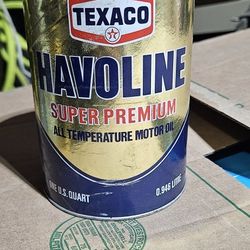 TEXACO
T
HAVOLINE
SUPER PREMIUM
ALL TEMPERATURE MOTOR OIL
ONE U.S. QUART
0.946 LITRE